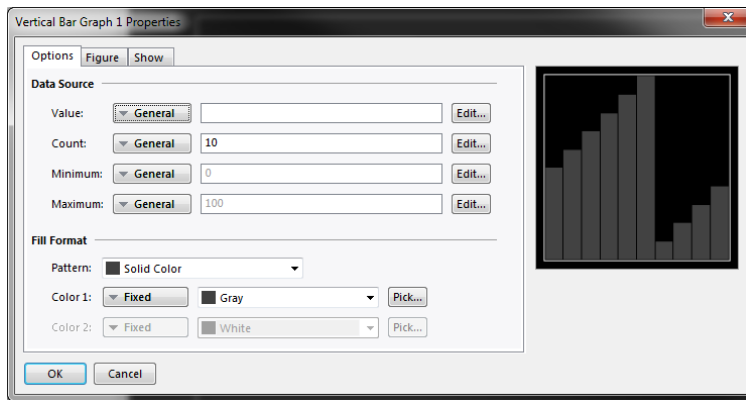 Vertical Bar Graph 1 Properties
Options Figure Show
Data Source
Value: General Edit...
Count: General 10 Edit...
Minimum: General 0 Edit...
Maximum: General 100 Edit...
Fill Format
Pattern: Solid Color
Color 1: Fixed Gray Pick...
Color 2: Fixed White Pick...
OK Cancel